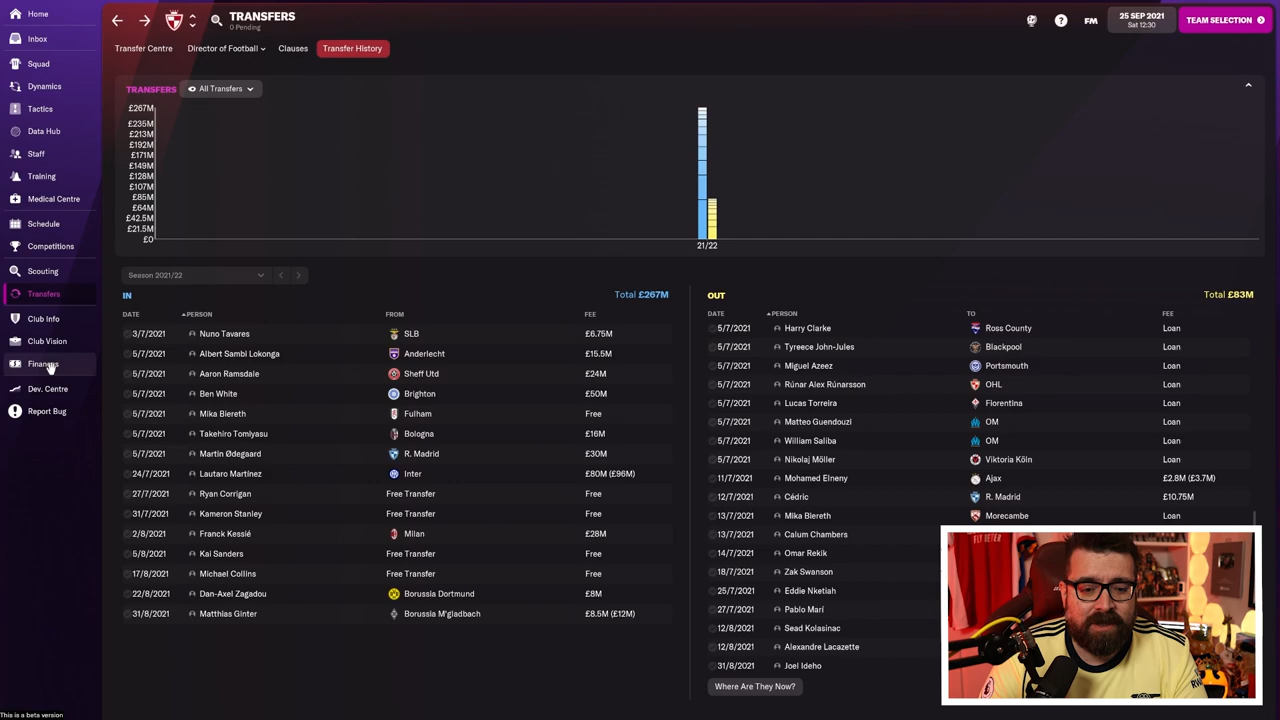 Home
TRANSFERS
0 Pending
FM
25 SEP 2021
Sat 12:30
TEAM SELECTION
Inbox
Transfer Centre
Director of Football
Clauses
Transfer History
Squad
Dynamics
Tactics
Data Hub
Staff
Training
Medical Centre
Schedule
Competitions
Scouting
Transfers
Club Info
Club Vision
Finances
Dev. Centre
Report Bug
TRANSFERS
All Transfers
£267M
£235M
£213M
£192M
£171M
£149M
£128M
£107M
£85M
£64M
£42.5M
£21.5M
£0
21/22
Season 2021/22
IN
Total £267M
DATE PERSON FROM FEE
3/7/2021 Nuno Tavares SLB £6.75M
5/7/2021 Albert Sambi Lokonga Anderlecht £15.5M
5/7/2021 Aaron Ramsdale Sheff Utd £24M
5/7/2021 Ben White Brighton £50M
5/7/2021 Mika Biereth Fulham Free
5/7/2021 Takehiro Tomiyasu Bologna £16M
5/7/2021 Martin Ødegaard R. Madrid £30M
24/7/2021 Lautaro Martínez Inter £80M (£96M)
27/7/2021 Ryan Corrigan Free Transfer Free
31/7/2021 Kameron Stanley Free Transfer Free
2/8/2021 Franck Kessié Milan £28M
5/8/2021 Kai Sanders Free Transfer Free
17/8/2021 Michael Collins Free Transfer Free
22/8/2021 Dan-Axel Zagadou Borussia Dortmund £8M
31/8/2021 Matthias Ginter Borussia M'gladbach £8.5M (£12M)
OUT
Total £83M
DATE PERSON TO FEE
5/7/2021 Harry Clarke Ross County Loan
5/7/2021 Tyreece John-Jules Blackpool Loan
5/7/2021 Miguel Azeez Portsmouth Loan
5/7/2021 Rúnar Alex Rúnarsson OHL Loan
5/7/2021 Lucas Torreira Fiorentina Loan
5/7/2021 Matteo Guendouzi OM Loan
5/7/2021 William Saliba OM Loan
5/7/2021 Nikolaj Möller Viktoria Köln Loan
11/7/2021 Mohamed Elneny Ajax £2.8M (£3.7M)
12/7/2021 Cédric R. Madrid £10.75M
13/7/2021 Mika Biereth Morecambe Loan
13/7/2021 Calum Chambers
14/7/2021 Omar Rekik
18/7/2021 Zak Swanson
25/7/2021 Eddie Nketiah
27/7/2021 Pablo Marí
12/8/2021 Sead Kolasinac
12/8/2021 Alexandre Lacazette
31/8/2021 Joel Ideho
Where Are They Now?
This is a beta version